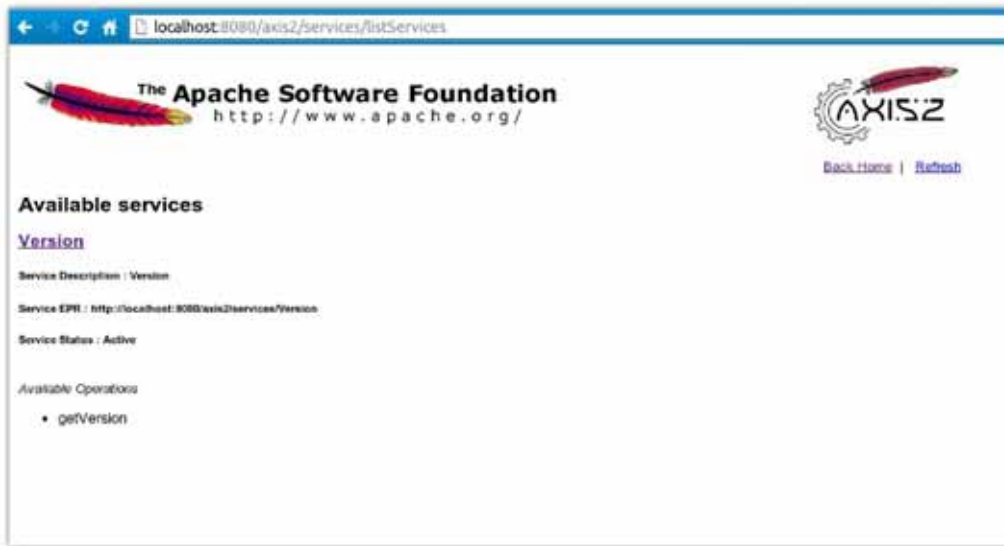 localhost:8080/axis2/services/listServices
The Apache Software Foundation
http://www.apache.org/
AXIS2
Back Home | Refresh
Available services
Version
Service Description : Version
Service EPR : http://localhost:8080/axis2/services/Version
Service Status : Active
Available Operations
• getVersion